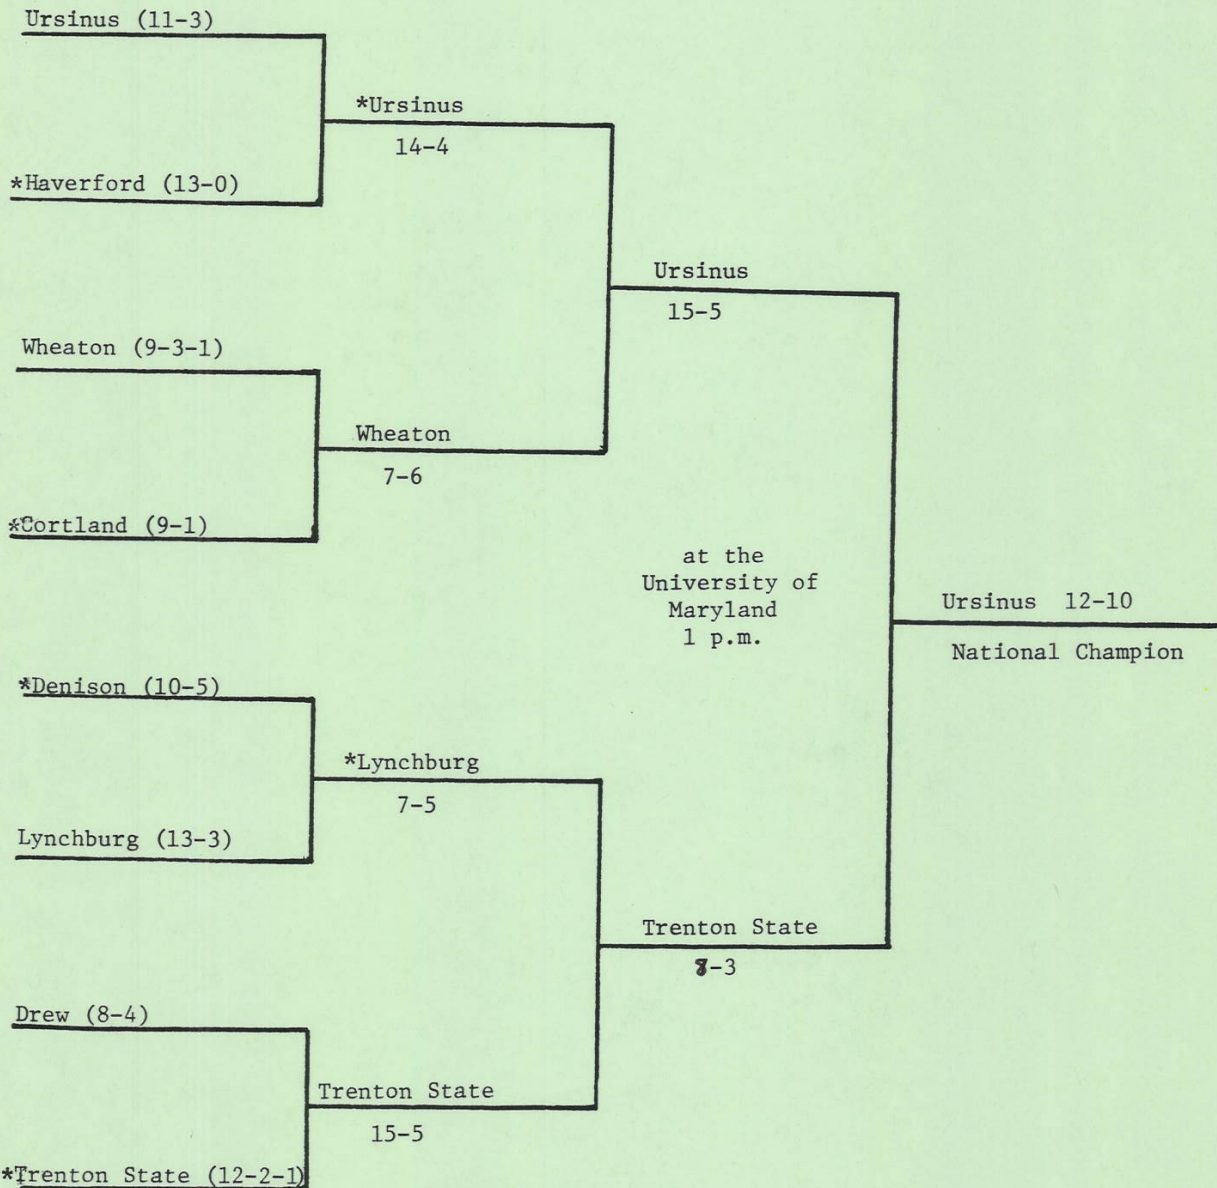 Ursinus (11-3)
*Ursinus
14-4
*Haverford (13-0)
Ursinus
15-5
Wheaton (9-3-1)
Wheaton
7-6
*Cortland (9-1)
at the
University of
Maryland
1 p.m.
Ursinus 12-10
National Champion
*Denison (10-5)
*Lynchburg
7-5
Lynchburg (13-3)
Trenton State
8-3
Drew (8-4)
Trenton State
15-5
*Trenton State (12-2-1)